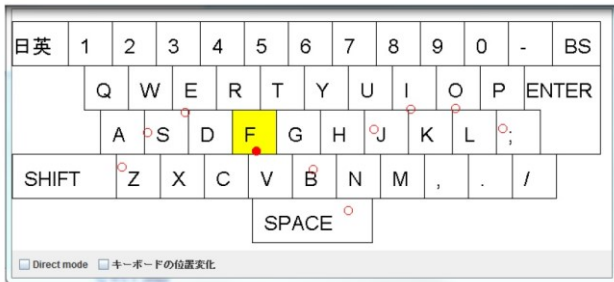 日英 1 2 3 4 5 6 7 8 9 0 - BS
Q W E R T Y U I O P ENTER
A S D F G H J K L ;
SHIFT Z X C V B N M , . /
SPACE
Direct mode キーボードの位置変化